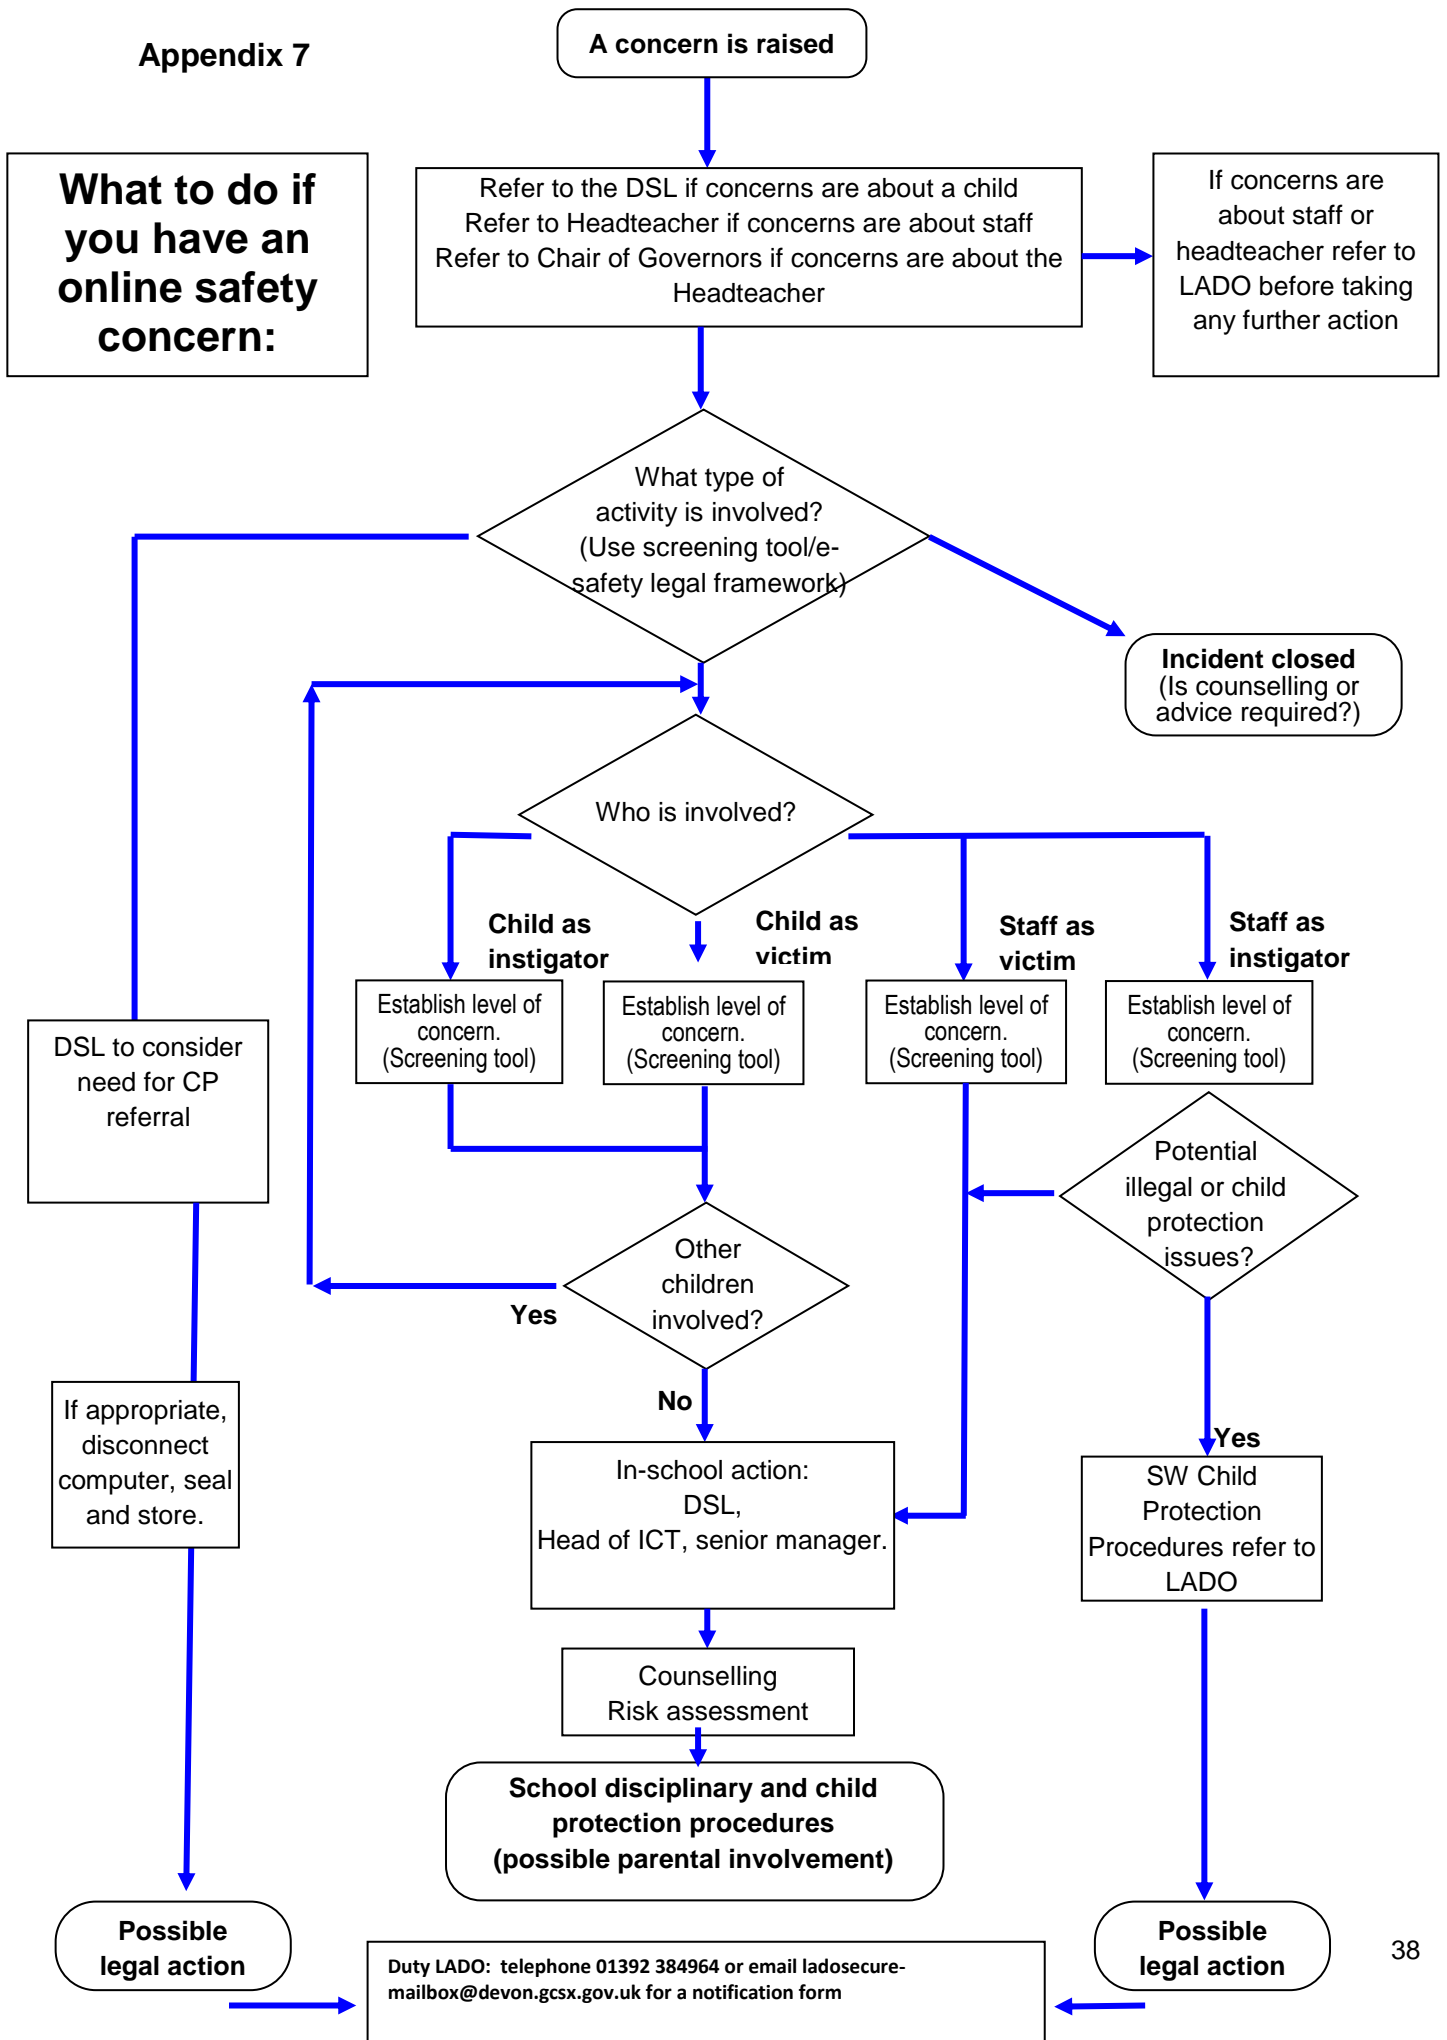 Appendix 7
A concern is raised
What to do if
you have an
online safety
concern:
Refer to the DSL if concerns are about a child
Refer to Headteacher if concerns are about staff
Refer to Chair of Governors if concerns are about the
Headteacher
If concerns are
about staff or
headteacher refer to
LADO before taking
any further action
What type of
activity is involved?
(Use screening tool/e-
safety legal framework)
Incident closed
(Is counselling or
advice required?)
Who is involved?
Child as
instigator
Child as
victim
Staff as
victim
Staff as
instigator
Establish level of
concern.
(Screening tool)
Establish level of
concern.
(Screening tool)
Establish level of
concern.
(Screening tool)
Establish level of
concern.
(Screening tool)
DSL to consider
need for CP
referral
Potential
illegal or child
protection
issues?
Other
children
involved?
Yes
No
Yes
If appropriate,
disconnect
computer, seal
and store.
In-school action:
DSL,
Head of ICT, senior manager.
SW Child
Protection
Procedures refer to
LADO
Counselling
Risk assessment
School disciplinary and child
protection procedures
(possible parental involvement)
Possible
legal action
Possible
legal action
Duty LADO: telephone 01392 384964 or email ladosecure-
mailbox@devon.gcsx.gov.uk for a notification form
38